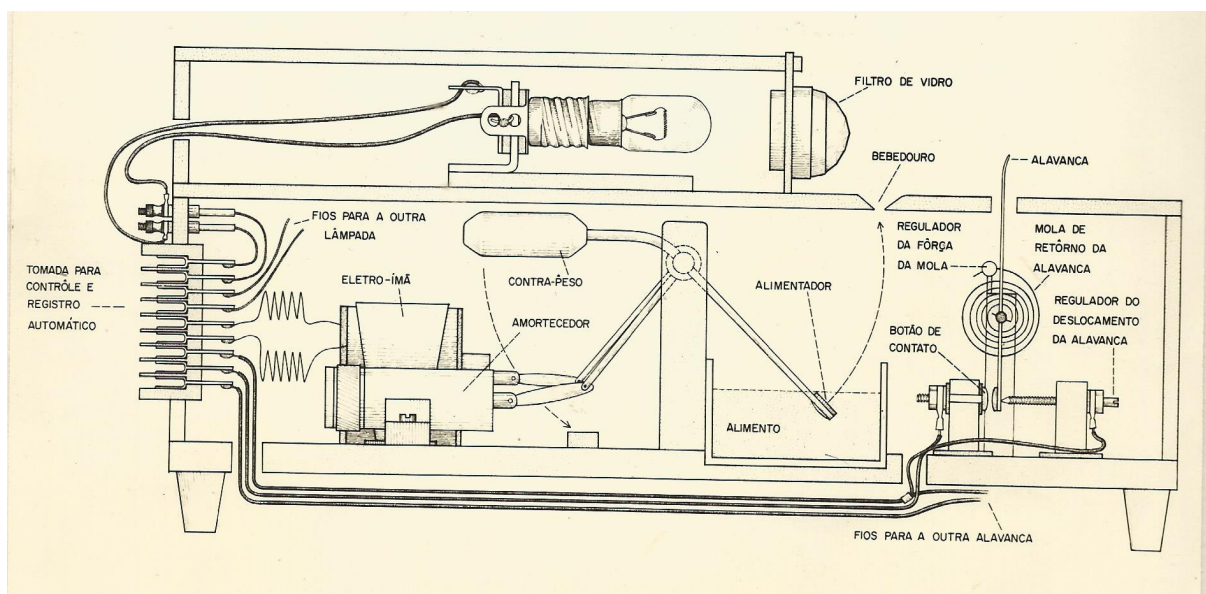 FILTRO DE VIDRO
BEBEDOURO
ALAVANCA
FIOS PARA A OUTRA
LÂMPADA
REGULADOR
DA FÔRÇA
DA MOLA
MOLA DE
RETÔRNO DA
ALAVANCA
TOMADA PARA
CONTRÔLE E
REGISTRO
AUTOMÁTICO
ELETRO-ÍMÃ
CONTRA-PÊSO
ALIMENTADOR
REGULADOR DO
DESLOCAMENTO
DA ALAVANCA
AMORTECEDOR
BOTÃO DE
CONTATO
ALIMENTO
FIOS PARA A OUTRA ALAVANCA